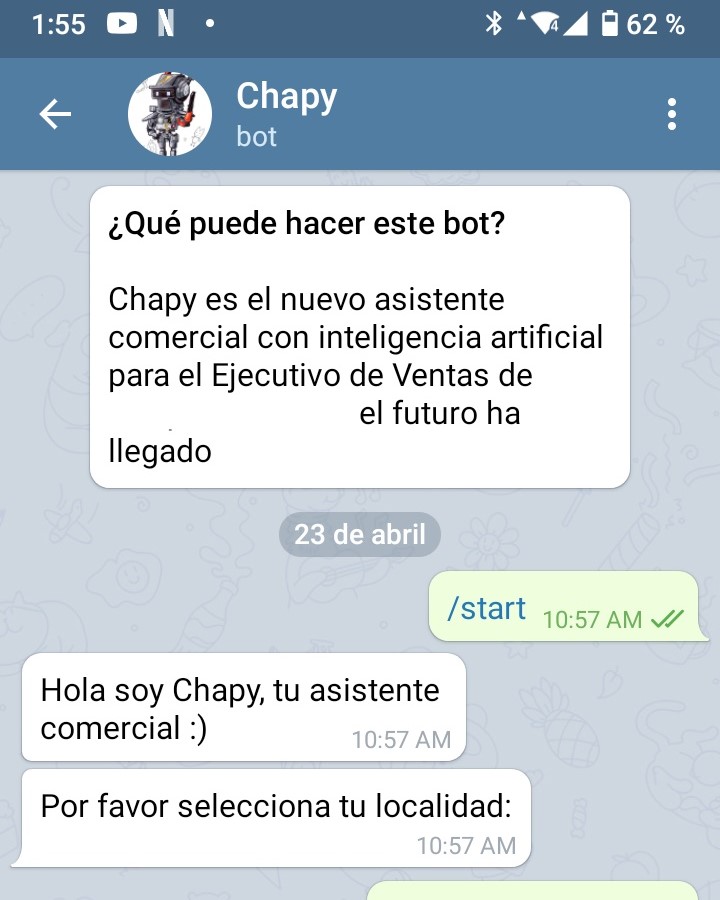 1:55
4 62 %
Chapy
bot
¿Qué puede hacer este bot?
Chapy es el nuevo asistente
comercial con inteligencia artificial
para el Ejecutivo de Ventas de
el futuro ha
llegado
23 de abril
/start 10:57 AM
Hola soy Chapy, tu asistente
comercial :)
10:57 AM
Por favor selecciona tu localidad:
10:57 AM